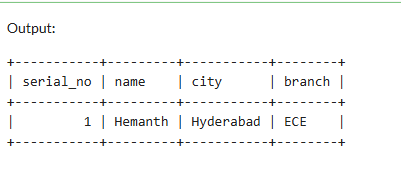 Output:
+-----------+---------+-----------+--------+
| serial_no | name    | city      | branch |
+-----------+---------+-----------+--------+
|         1 | Hemanth | Hyderabad | ECE    |
+-----------+---------+-----------+--------+